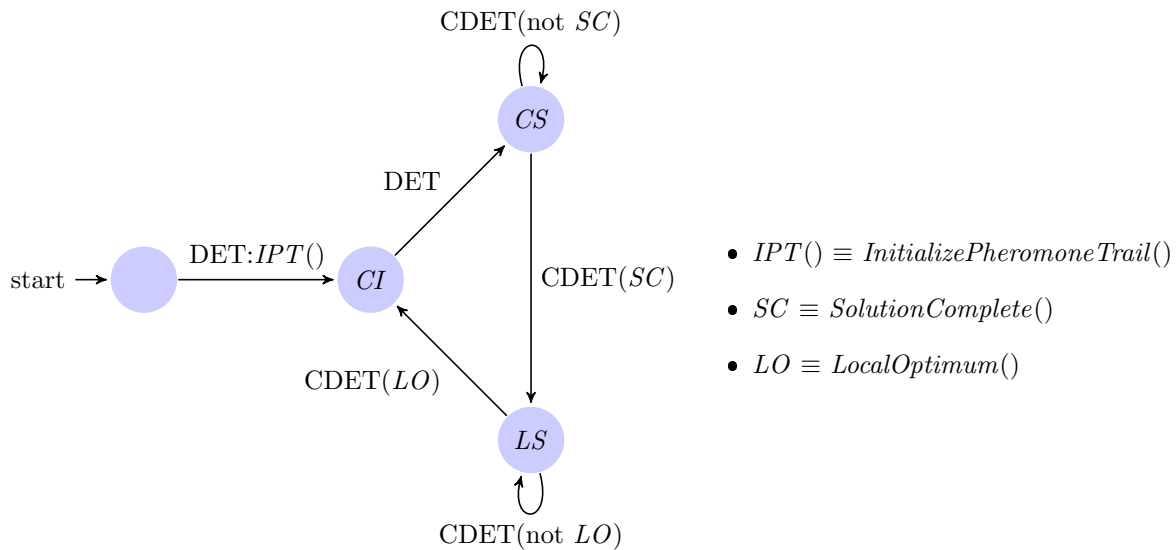 CDET(not SC)
CS
DET
DET:IPT()
start
CI
CDET(SC)
• IPT() ≡ InitializePheromoneTrail()
• SC ≡ SolutionComplete()
• LO ≡ LocalOptimum()
CDET(LO)
LS
CDET(not LO)